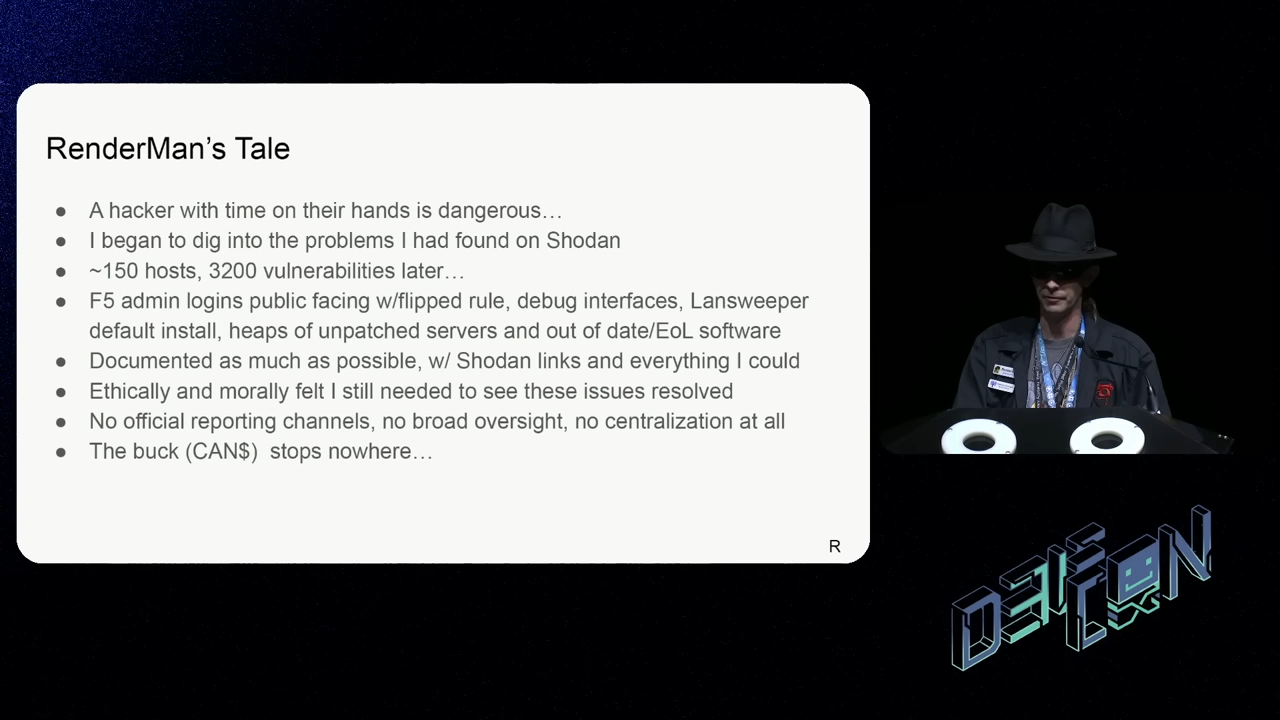 RenderMan’s Tale
● A hacker with time on their hands is dangerous…
● I began to dig into the problems I had found on Shodan
● ~150 hosts, 3200 vulnerabilities later…
● F5 admin logins public facing w/flipped rule, debug interfaces, Lansweeper
default install, heaps of unpatched servers and out of date/EoL software
● Documented as much as possible, w/ Shodan links and everything I could
● Ethically and morally felt I still needed to see these issues resolved
● No official reporting channels, no broad oversight, no centralization at all
● The buck (CAN$)  stops nowhere…
R
DEF CON